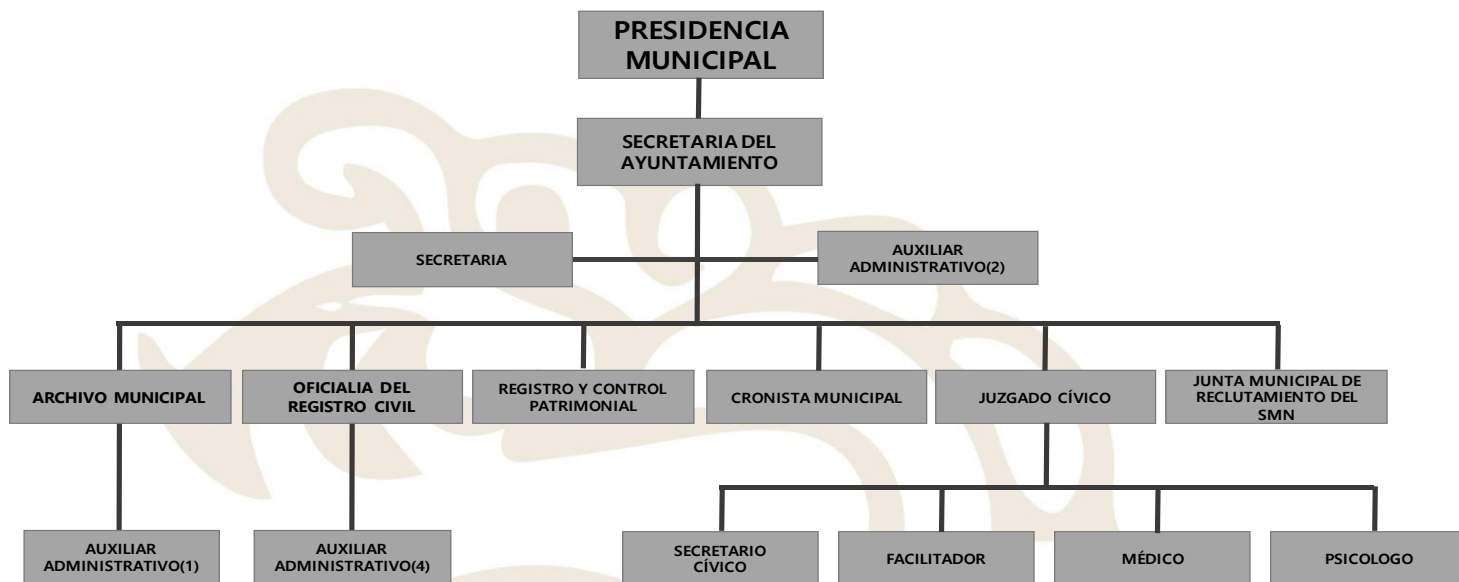 PRESIDENCIA
MUNICIPAL
SECRETARIA DEL
AYUNTAMIENTO
SECRETARIA
AUXILIAR
ADMINISTRATIVO(2)
ARCHIVO MUNICIPAL
OFICIALIA DEL
REGISTRO CIVIL
REGISTRO Y CONTROL
PATRIMONIAL
CRONISTA MUNICIPAL
JUZGADO CÍVICO
JUNTA MUNICIPAL DE
RECLUTAMIENTO DEL
SMN
AUXILIAR
ADMINISTRATIVO(1)
AUXILIAR
ADMINISTRATIVO(4)
SECRETARIO
CÍVICO
FACILITADOR
MÉDICO
PSICOLOGO